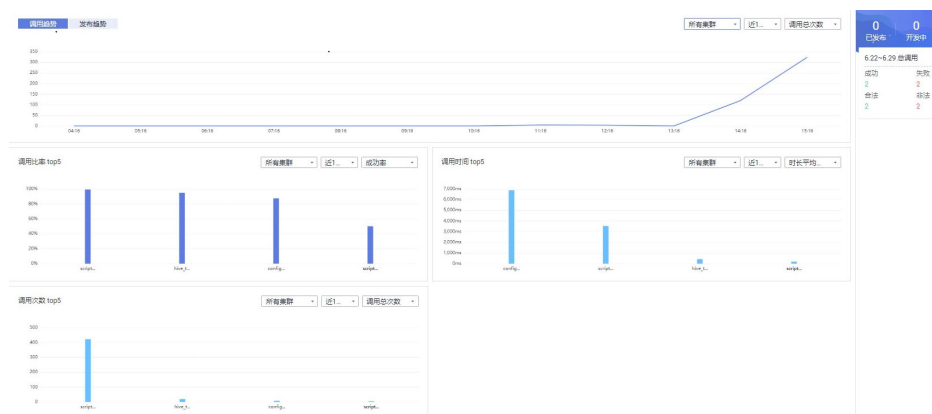 调用趋势 发布趋势
所有集群 近1... 调用总次数
350
300
250
200
150
100
50
0
04:16 05:16 06:16 07:16 08:16 09:16 10:16 11:16 12:16 13:16 14:16 15:16
0 0
已发布 开发中
6.22~6.29 总调用
成功 失败
2 2
合法 非法
2 2
调用比率 top5
所有集群 近1... 成功率
100%
80%
60%
40%
20%
0%
script... hive_t... config... script...
调用时间 top5
所有集群 近1... 时长平均...
7,000ms
6,000ms
5,000ms
4,000ms
3,000ms
2,000ms
1,000ms
0ms
config... script... hive_t... script...
调用次数 top5
所有集群 近1... 调用总次数
500
400
300
200
100
0
script... hive_t... config... script...